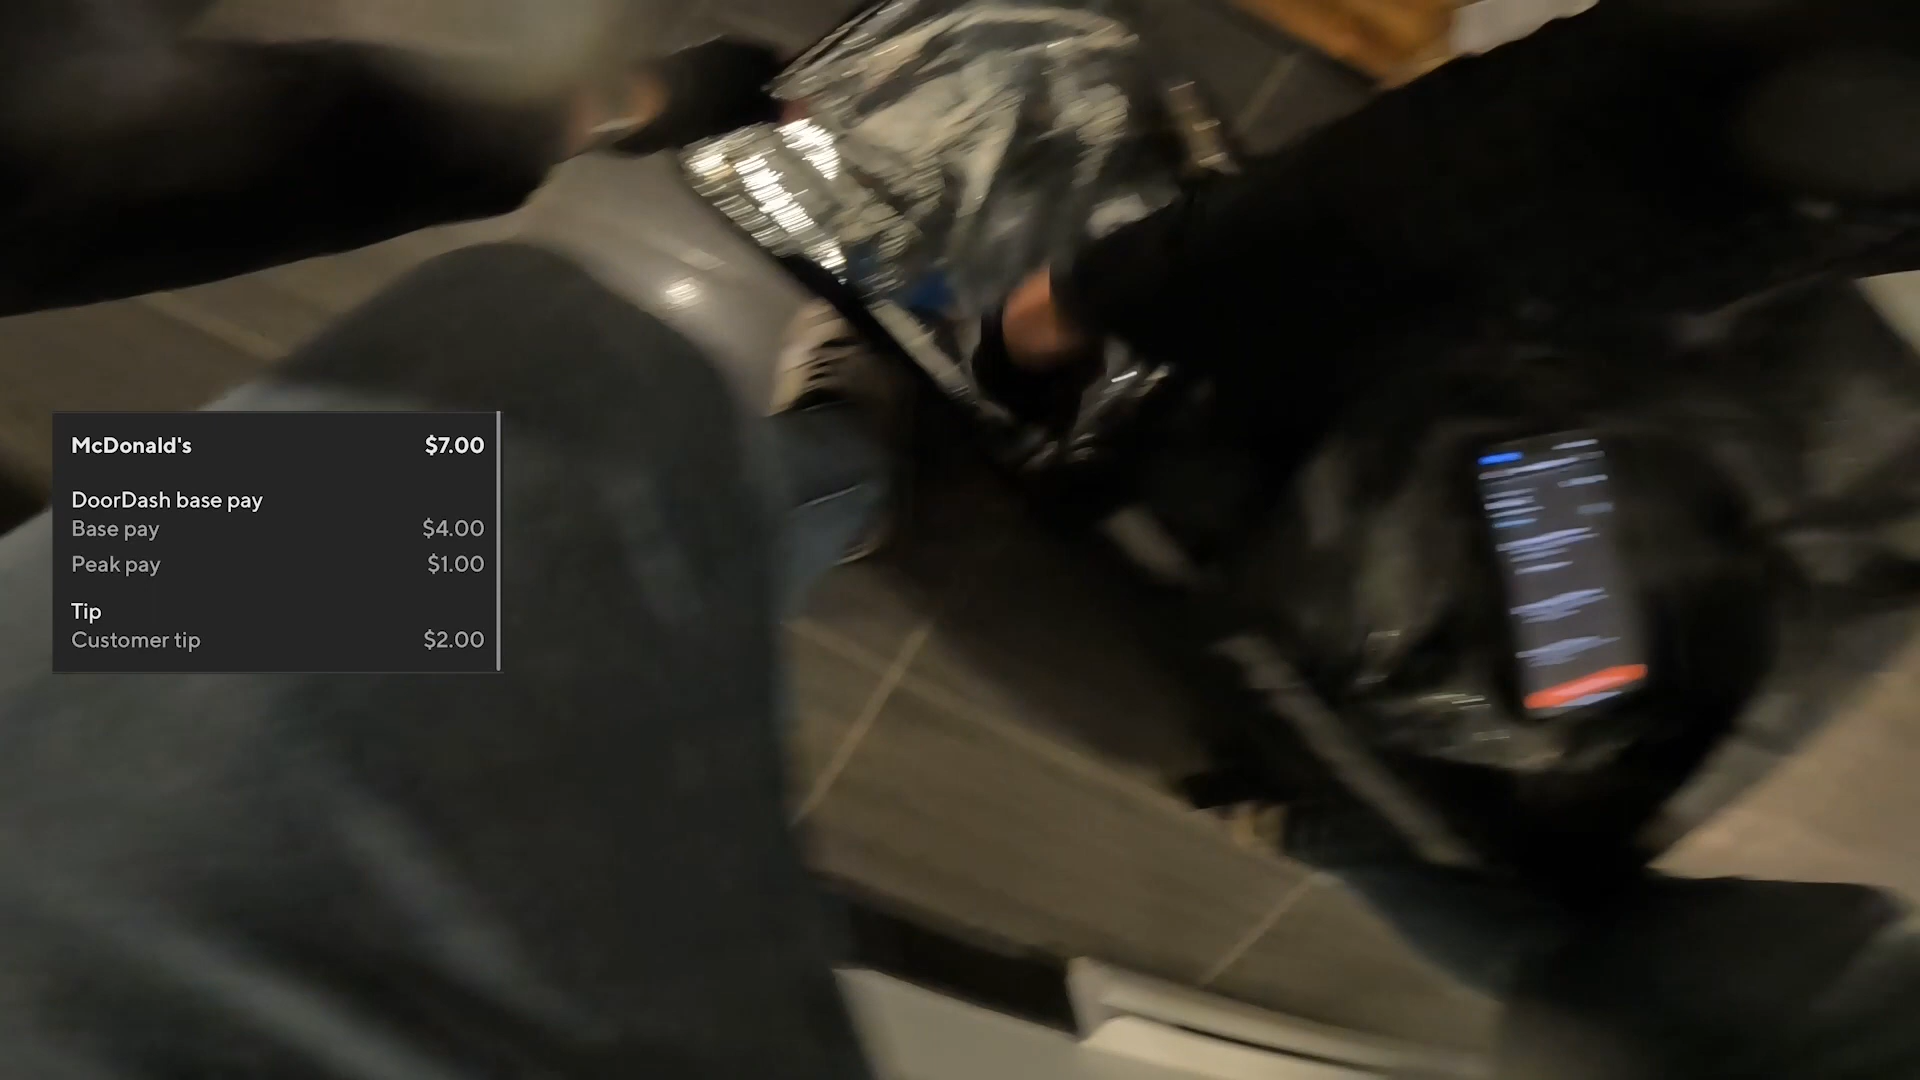 McDonald's $7.00
DoorDash base pay
Base pay $4.00
Peak pay $1.00
Tip
Customer tip $2.00